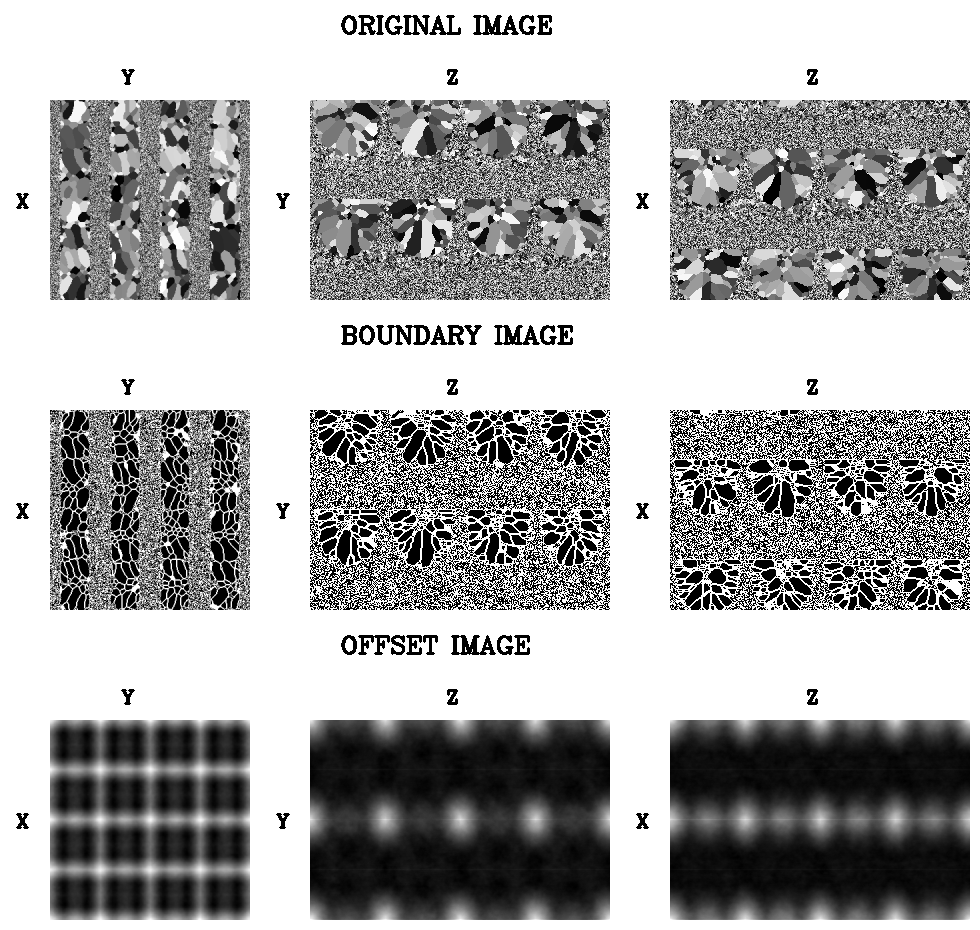 ORIGINAL IMAGE
Y Z Z
X Y X
BOUNDARY IMAGE
Y Z Z
X Y X
OFFSET IMAGE
Y Z Z
X Y X